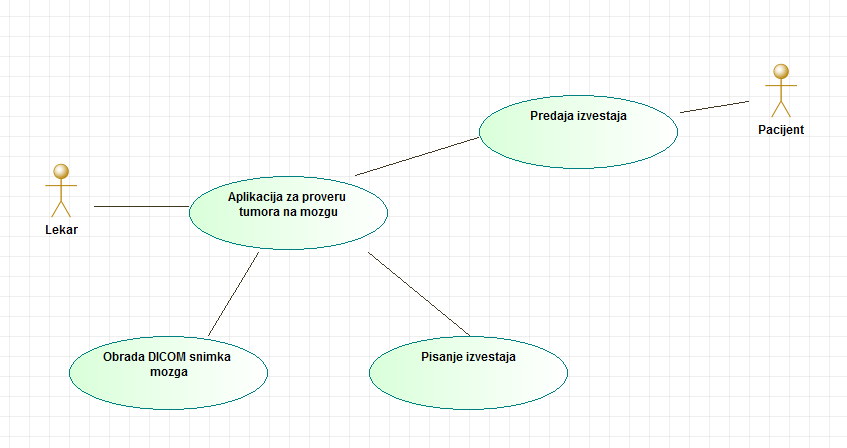 Predaja izvestaja
Pacijent
Aplikacija za proveru
tumora na mozgu
Lekar
Obrada DICOM snimka
mozga
Pisanje izvestaja